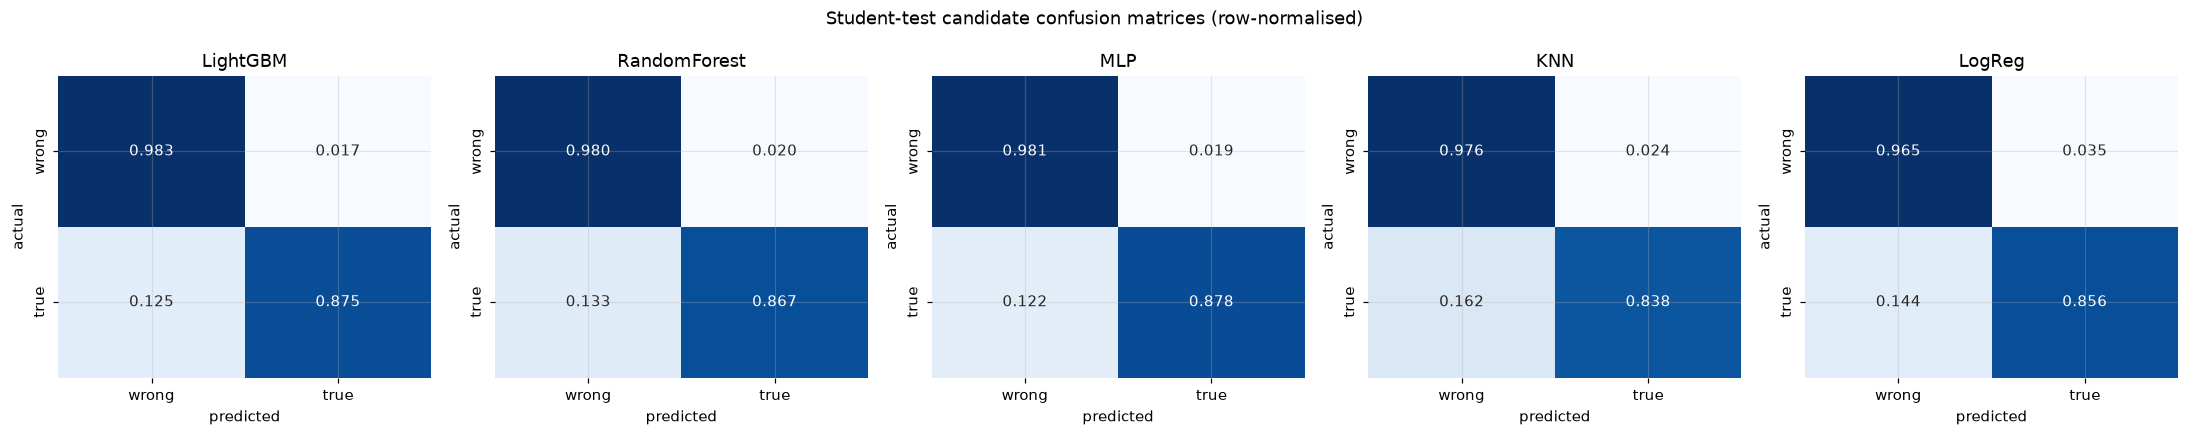 Student-test candidate confusion matrices (row-normalised)
LightGBM
actual
wrong
true
0.983
0.017
0.125
0.875
wrong
true
predicted
RandomForest
actual
wrong
true
0.980
0.020
0.133
0.867
wrong
true
predicted
MLP
actual
wrong
true
0.981
0.019
0.122
0.878
wrong
true
predicted
KNN
actual
wrong
true
0.976
0.024
0.162
0.838
wrong
true
predicted
LogReg
actual
wrong
true
0.965
0.035
0.144
0.856
wrong
true
predicted